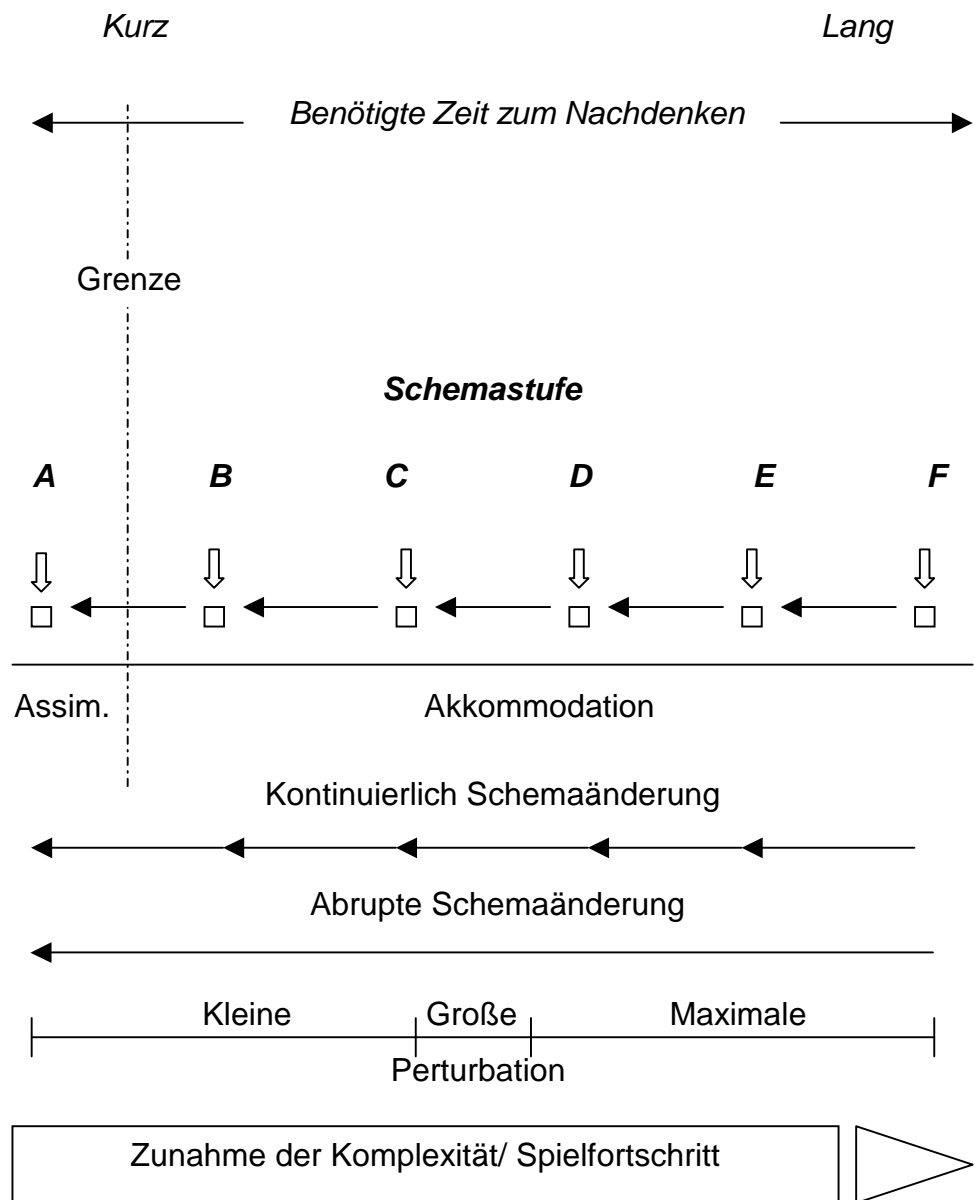 Kurz Lang
Benötigte Zeit zum Nachdenken
Grenze
Schemastufe
A B C D E F
Assim. Akkommodation
Kontinuierlich Schemaänderung
Abrupte Schemaänderung
Kleine Große Maximale
Perturbation
Zunahme der Komplexität/ Spielfortschritt